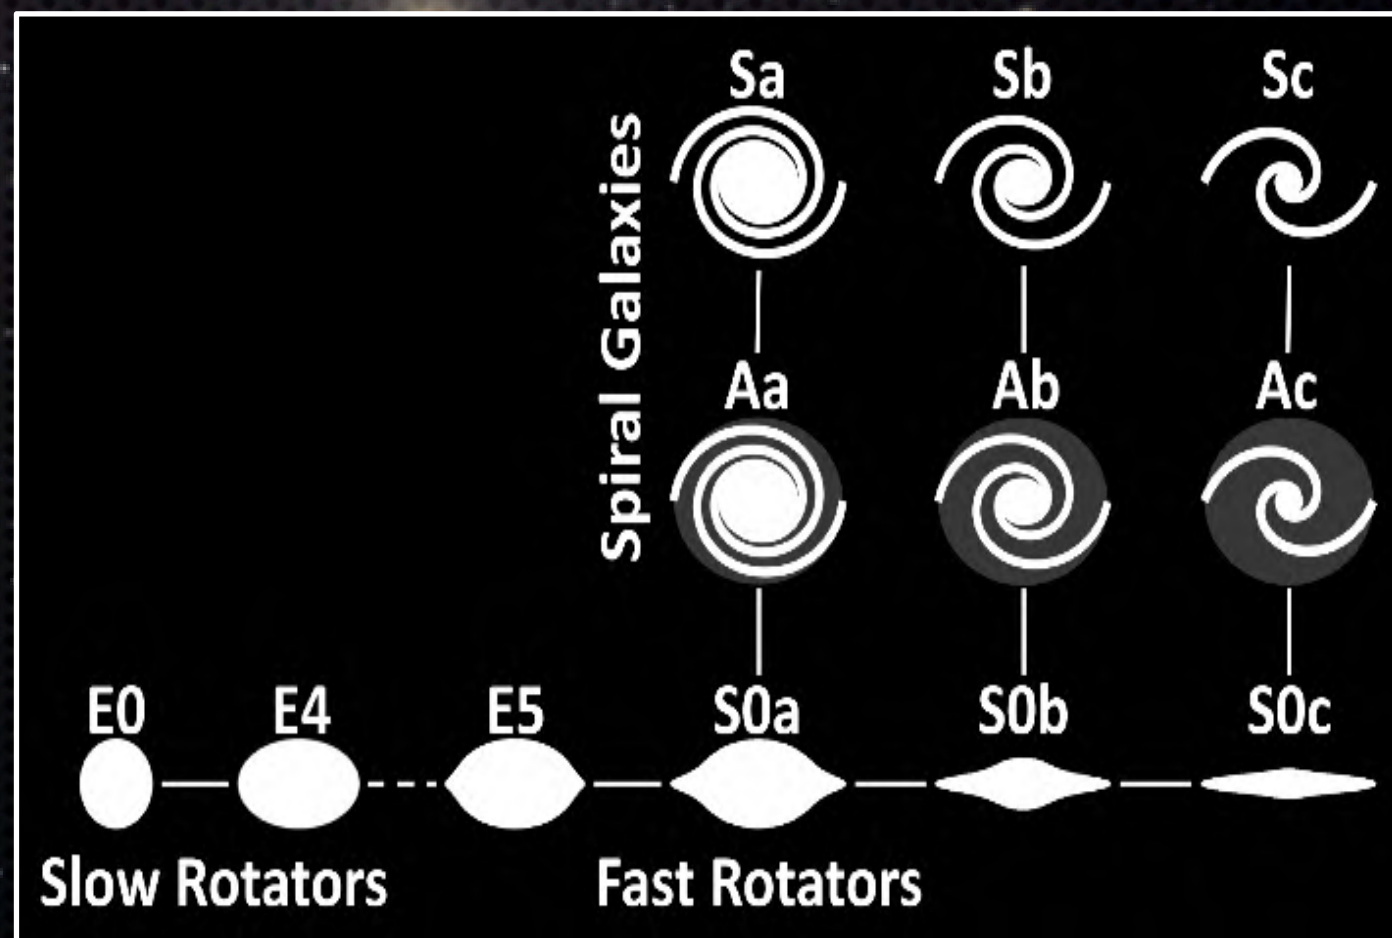 Sa Sb Sc
Spiral Galaxies
Aa Ab Ac
E0 E4 E5 S0a S0b S0c
Slow Rotators Fast Rotators